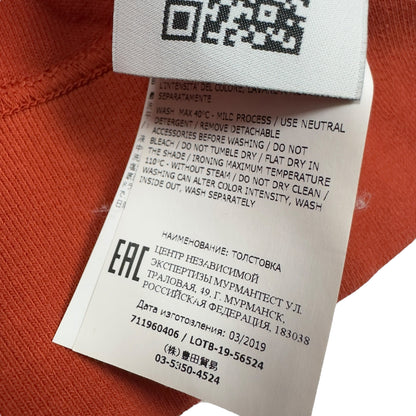 L'INTENSITÀ DEL COLORE, LAVARE
SEPARATAMENTE
WASH MAX 40°C - MILD PROCESS / USE NEUTRAL
DETERGENT / REMOVE DETACHABLE
ACCESSORIES BEFORE WASHING / DO NOT
BLEACH / DO NOT TUMBLE DRY / FLAT DRY IN
THE SHADE / IRONING MAXIMUM TEMPERATURE
110°C - WITHOUT STEAM / DO NOT DRY CLEAN /
WASHING CAN ALTER COLOR INTENSITY, WASH
INSIDE OUT, WASH SEPARATELY
EAC
НАИМЕНОВАНИЕ: ТОЛСТОВКА
ЦЕНТР НЕЗАВИСИМОЙ
ЭКСПЕРТИЗЫ МУРМАНТЕСТ УЛ.
ТРАЛОВАЯ, 49, Г. МУРМАНСК,
РОССИЙСКАЯ ФЕДЕРАЦИЯ, 183038
Дата изготовления 03/2019
711960406 / LOTB-19-56524
(株)豊田貿易
03-5350-4524